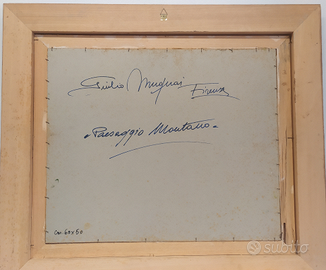 Giulio Mugnai Firenze
"Paesaggio Montano"
cm. 60x50
SUBITO